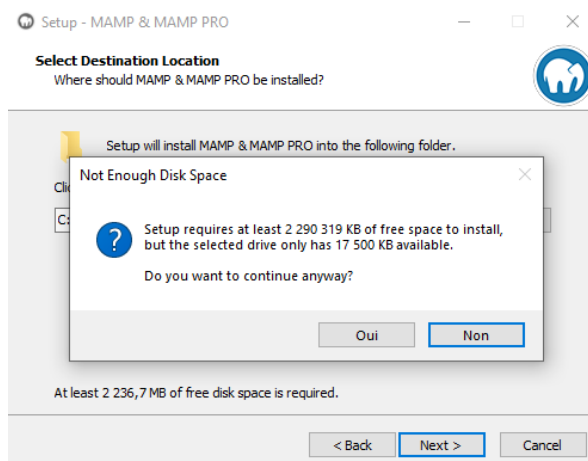 Setup - MAMP & MAMP PRO
Select Destination Location
Where should MAMP & MAMP PRO be installed?
Setup will install MAMP & MAMP PRO into the following folder.
Not Enough Disk Space
Setup requires at least 2 290 319 KB of free space to install,
but the selected drive only has 17 500 KB available.
Do you want to continue anyway?
Oui Non
At least 2 236,7 MB of free disk space is required.
< Back Next > Cancel